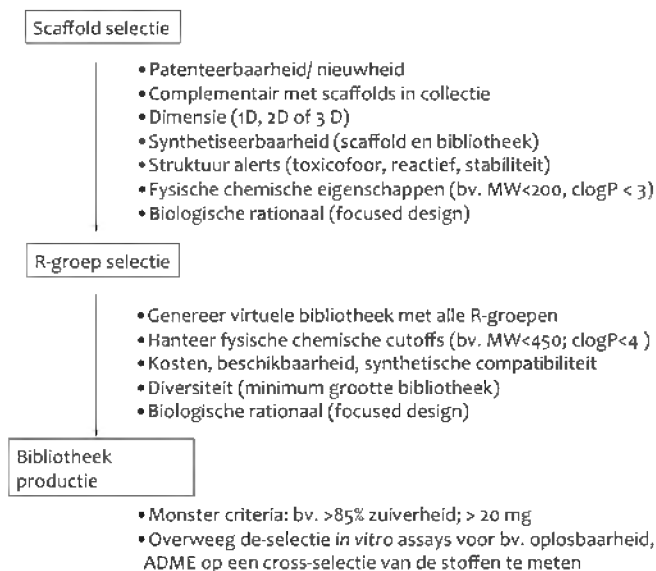 Scaffold selectie
• Patenteerbaarheid/ nieuwheid
• Complementair met scaffolds in collectie
• Dimensie (1D, 2D of 3 D)
• Synthetiseerbaarheid (scaffold en bibliotheek)
• Struktuur alerts (toxicofoor, reactief, stabiliteit)
• Fysische chemische eigenschappen (bv. MW<200, clogP < 3)
• Biologische rationaal (focused design)
R-groep selectie
• Genereer virtuele bibliotheek met alle R-groepen
• Hanteer fysische chemische cutoffs (bv. MW<450; clogP<4 )
• Kosten, beschikbaarheid, synthetische compatibiliteit
• Diversiteit (minimum grootte bibliotheek)
• Biologische rationaal (focused design)
Bibliotheek
productie
• Monster criteria: bv. >85% zuiverheid; > 20 mg
• Overweeg de-selectie in vitro assays voor bv. oplosbaarheid,
ADME op een cross-selectie van de stoffen te meten